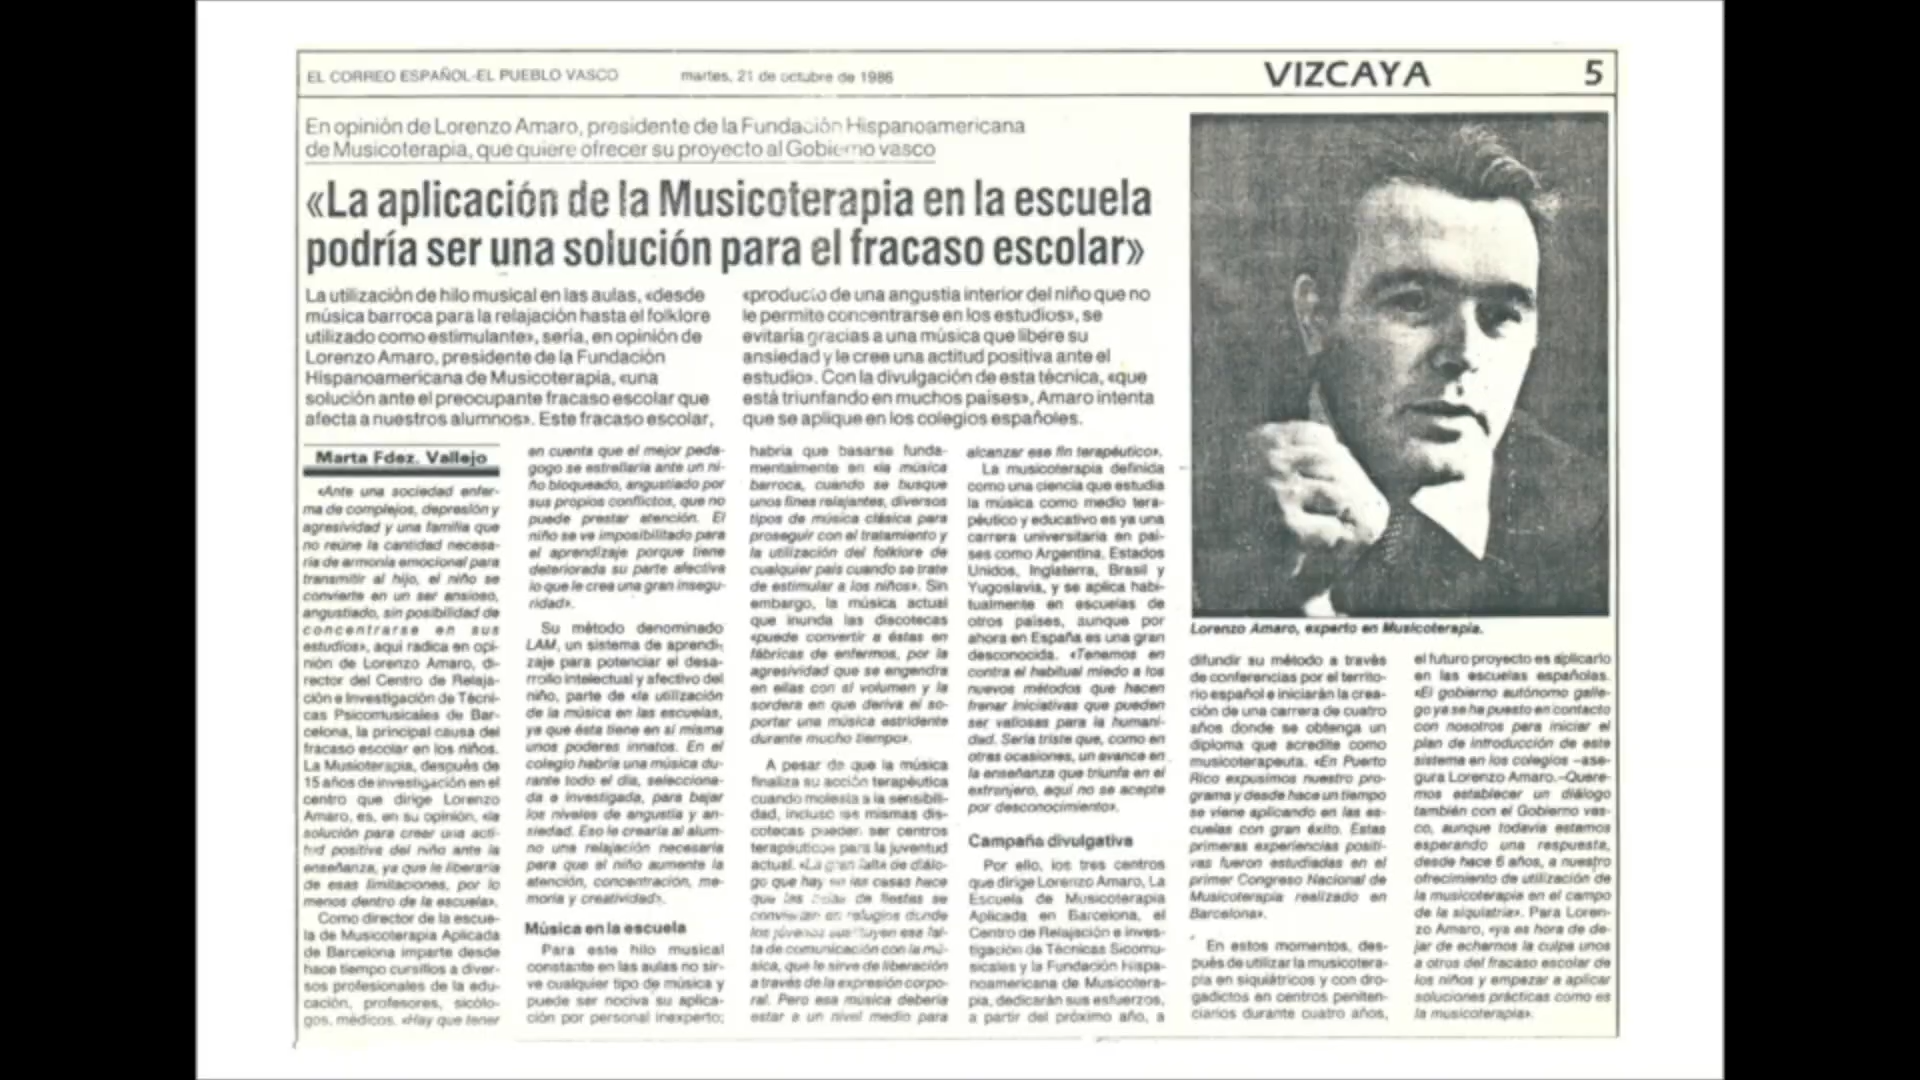 EL CORREO ESPAÑOL-EL PUEBLO VASCO martes, 21 de octubre de 1986 VIZCAYA 5
En opinión de Lorenzo Amaro, presidente de la Fundación Hispanoamericana
de Musicoterapia, que quiere ofrecer su proyecto al Gobierno vasco
«La aplicación de la Musicoterapia en la escuela
podría ser una solución para el fracaso escolar»
La utilización de hilo musical en las aulas, «desde
música barroca para la relajación hasta el folklore
utilizado como estimulante», sería, en opinión de
Lorenzo Amaro, presidente de la Fundación
Hispanoamericana de Musicoterapia, «una
solución ante el preocupante fracaso escolar que
afecta a nuestros alumnos». Este fracaso escolar,
«producto de una angustia interior del niño que no
le permite concentrarse en los estudios», se
evitaría gracias a una música que libere su
ansiedad y le cree una actitud positiva ante el
estudio». Con la divulgación de esta técnica, «que
está triunfando en muchos países», Amaro intenta
que se aplique en los colegios españoles.
Marta Fdez. Vallejo
«Ante una sociedad enfer-
ma de complejos, depresión y
agresividad y una familia que
no reúne la cantidad necesa-
ria de armonía emocional para
transmitir al hijo, el niño se
convierte en un ser ansioso,
angustiado, sin posibilidad de
concentrarse en sus
estudios», aquí radica en opi-
nión de Lorenzo Amaro, di-
rector del Centro de Relaja-
ción e Investigación de Técni-
cas Psicomusicales de Bar-
celona, la principal causa del
fracaso escolar en los niños.
La Musioterapia, después de
15 años de investigación en el
centro que dirige Lorenzo
Amaro, es, en su opinión, «la
solución para crear una acti-
tud positiva del niño ante la
enseñanza, ya que le liberaría
de esas limitaciones, por lo
menos dentro de la escuela».
Como director de la escue-
la de Musicoterapia Aplicada
de Barcelona imparte desde
hace tiempo cursillos a diver-
sos profesionales de la edu-
cación, profesores, sicólo-
gos, médicos. «Hay que tener
en cuenta que el mejor peda-
gogo se estrellaría ante un ni-
ño bloqueado, angustiado por
sus propios conflictos, que no
puede prestar atención. El
niño se ve imposibilitado para
el aprendizaje porque tiene
deteriorada su parte afectiva
lo que le crea una gran insegu-
ridad».
Su método denominado
LAM, un sistema de aprendi-
zaje para potenciar el desa-
rrollo intelectual y afectivo del
niño, parte de «la utilización
de la música en las escuelas,
ya que ésta tiene en sí misma
unos poderes innatos. En el
colegio habría una música du-
rante todo el día, selecciona-
da e investigada, para bajar
los niveles de angustia y an-
siedad. Eso le crearía al alum-
no una relajación necesaria
para que el niño aumente la
atención, concentración, me-
moria y creatividad».
Música en la escuela
Para este hilo musical
constante en las aulas no sir-
ve cualquier tipo de música y
puede ser nociva su aplica-
ción por personal inexperto;
habría que basarse funda-
mentalmente en «la música
barroca, cuando se busque
unos fines relajantes, diversos
tipos de música clásica para
proseguir con el tratamiento y
la utilización del folklore de
cualquier país cuando se trate
de estimular a los niños». Sin
embargo, la música actual
que inunda las discotecas
«puede convertir a éstas en
fábricas de enfermos, por la
agresividad que se engendra
en ellas con el volumen y la
sordera en que deriva el so-
portar una música estridente
durante mucho tiempo».
A pesar de que la música
finaliza su acción terapéutica
cuando molesta a la sensibili-
dad, incluso las mismas dis-
cotecas pueden ser centros
terapéuticos para la juventud
actual. «La gran falta de diálo-
go que hay en las casas hace
que las salas de fiestas se
conviertan en refugios donde
los jóvenes sustituyen esa fal-
ta de comunicación con la mú-
sica, que le sirve de liberación
a través de la expresión corpo-
ral. Pero esa música debería
estar a un nivel medio para
alcanzar ese fin terapéutico».
La musicoterapia definida
como una ciencia que estudia
la música como medio tera-
péutico y educativo es ya una
carrera universitaria en paí-
ses como Argentina, Estados
Unidos, Inglaterra, Brasil y
Yugoslavia, y se aplica habi-
tualmente en escuelas de
otros países, aunque por
ahora en España es una gran
desconocida. «Tenemos en
contra el habitual miedo a los
nuevos métodos que hacen
frenar iniciativas que pueden
ser valiosas para la humani-
dad. Sería triste que, como en
otras ocasiones, un avance en
la enseñanza que triunfa en el
extranjero, aquí no se acepte
por desconocimiento».
Campaña divulgativa
Por ello, los tres centros
que dirige Lorenzo Amaro, La
Escuela de Musicoterapia
Aplicada en Barcelona, el
Centro de Relajación e inves-
tigación de Técnicas Sicomu-
sicales y la Fundación Hispa-
noamericana de Musicotera-
pia, dedicarán sus esfuerzos,
a partir del próximo año, a
Lorenzo Amaro, experto en Musicoterapia.
difundir su método a través
de conferencias por el territo-
rio español e iniciarán la crea-
ción de una carrera de cuatro
años donde se obtenga un
diploma que acredite como
musicoterapeuta. «En Puerto
Rico expusimos nuestro pro-
grama y desde hace un tiempo
se viene aplicando en las es-
cuelas con gran éxito. Estas
primeras experiencias positi-
vas fueron estudiadas en el
primer Congreso Nacional de
Musicoterapia realizado en
Barcelona».
En estos momentos, des-
pués de utilizar la musicotera-
pia en siquiátricos y con dro-
gadictos en centros peniten-
ciarios durante cuatro años,
el futuro proyecto es aplicarlo
en las escuelas españolas.
«El gobierno autónomo galle-
go ya se ha puesto en contacto
con nosotros para iniciar el
plan de introducción de este
sistema en los colegios –ase-
gura Lorenzo Amaro.–Quere-
mos establecer un diálogo
también con el Gobierno vas-
co, aunque todavía estamos
esperando una respuesta,
desde hace 6 años, a nuestro
ofrecimiento de utilización de
la musicoterapia en el campo
de la siquiatría». Para Loren-
zo Amaro, «ya es hora de de-
jar de echarnos la culpa unos
a otros del fracaso escolar de
los niños y empezar a aplicar
soluciones prácticas como es
la musicoterapia».